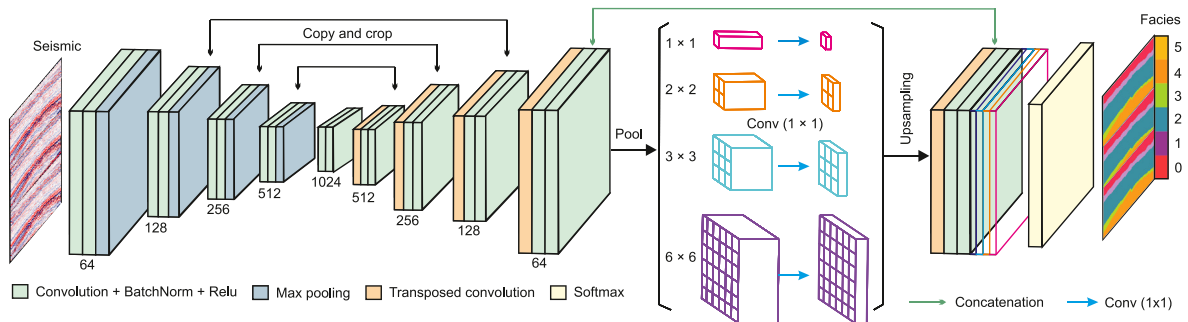 Seismic
Copy and crop
64
128
256
512
1024
512
256
128
64
Pool
1 × 1
2 × 2
Conv (1 × 1)
3 × 3
6 × 6
Upsampling
Facies
5
4
3
2
1
0
Convolution + BatchNorm + Relu
Max pooling
Transposed convolution
Softmax
Concatenation
Conv (1x1)